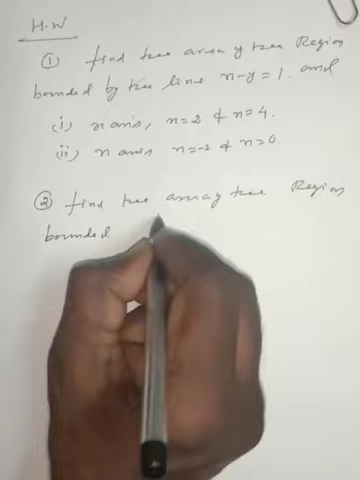 H.W
① find the area of the Region
bounded by the line x-y=1. and
(i) x axis, x=2 & x=4.
(ii) x axis x=-2 & x=0
② find the area of the Region
bounded